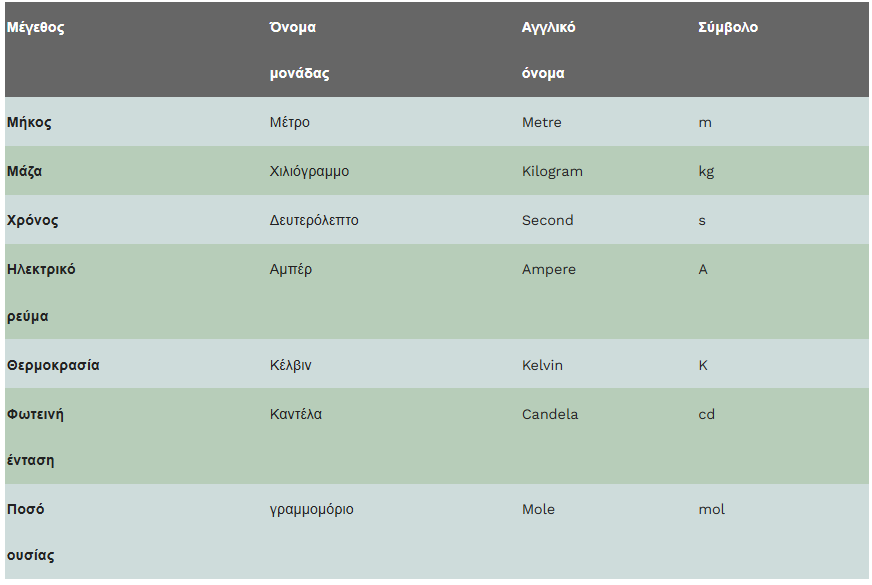 Μέγεθος Όνομα Αγγλικό Σύμβολο
μονάδας όνομα
Μήκος Μέτρο Metre m
Μάζα Χιλιόγραμμο Kilogram kg
Χρόνος Δευτερόλεπτο Second s
Ηλεκτρικό Αμπέρ Ampere A
ρεύμα
Θερμοκρασία Κέλβιν Kelvin K
Φωτεινή Καντέλα Candela cd
ένταση
Ποσό γραμμομόριο Mole mol
ουσίας